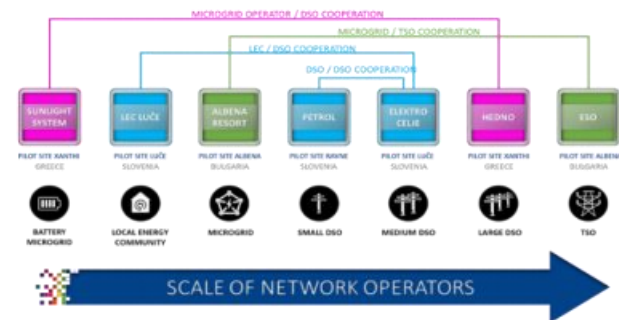 MICROGRID OPERATOR / DSO COOPERATION
MICROGRID / TSO COOPERATION
LEC / DSO COOPERATION
DSO / DSO COOPERATION
SUNLIGHT
SYSTEM
LEC LUČE
ALBENA
RESORT
PETROL
ELEKTRO
CELJE
HEDNO
ESO
PILOT SITE XANTHI
GREECE
PILOT SITE LUČE
SLOVENIA
PILOT SITE ALBENA
BULGARIA
PILOT SITE RAVNE
SLOVENIA
PILOT SITE LUČE
SLOVENIA
PILOT SITE XANTHI
GREECE
PILOT SITE ALBENA
BULGARIA
BATTERY
MICROGRID
LOCAL ENERGY
COMMUNITY
MICROGRID
SMALL DSO
MEDIUM DSO
LARGE DSO
TSO
SCALE OF NETWORK OPERATORS